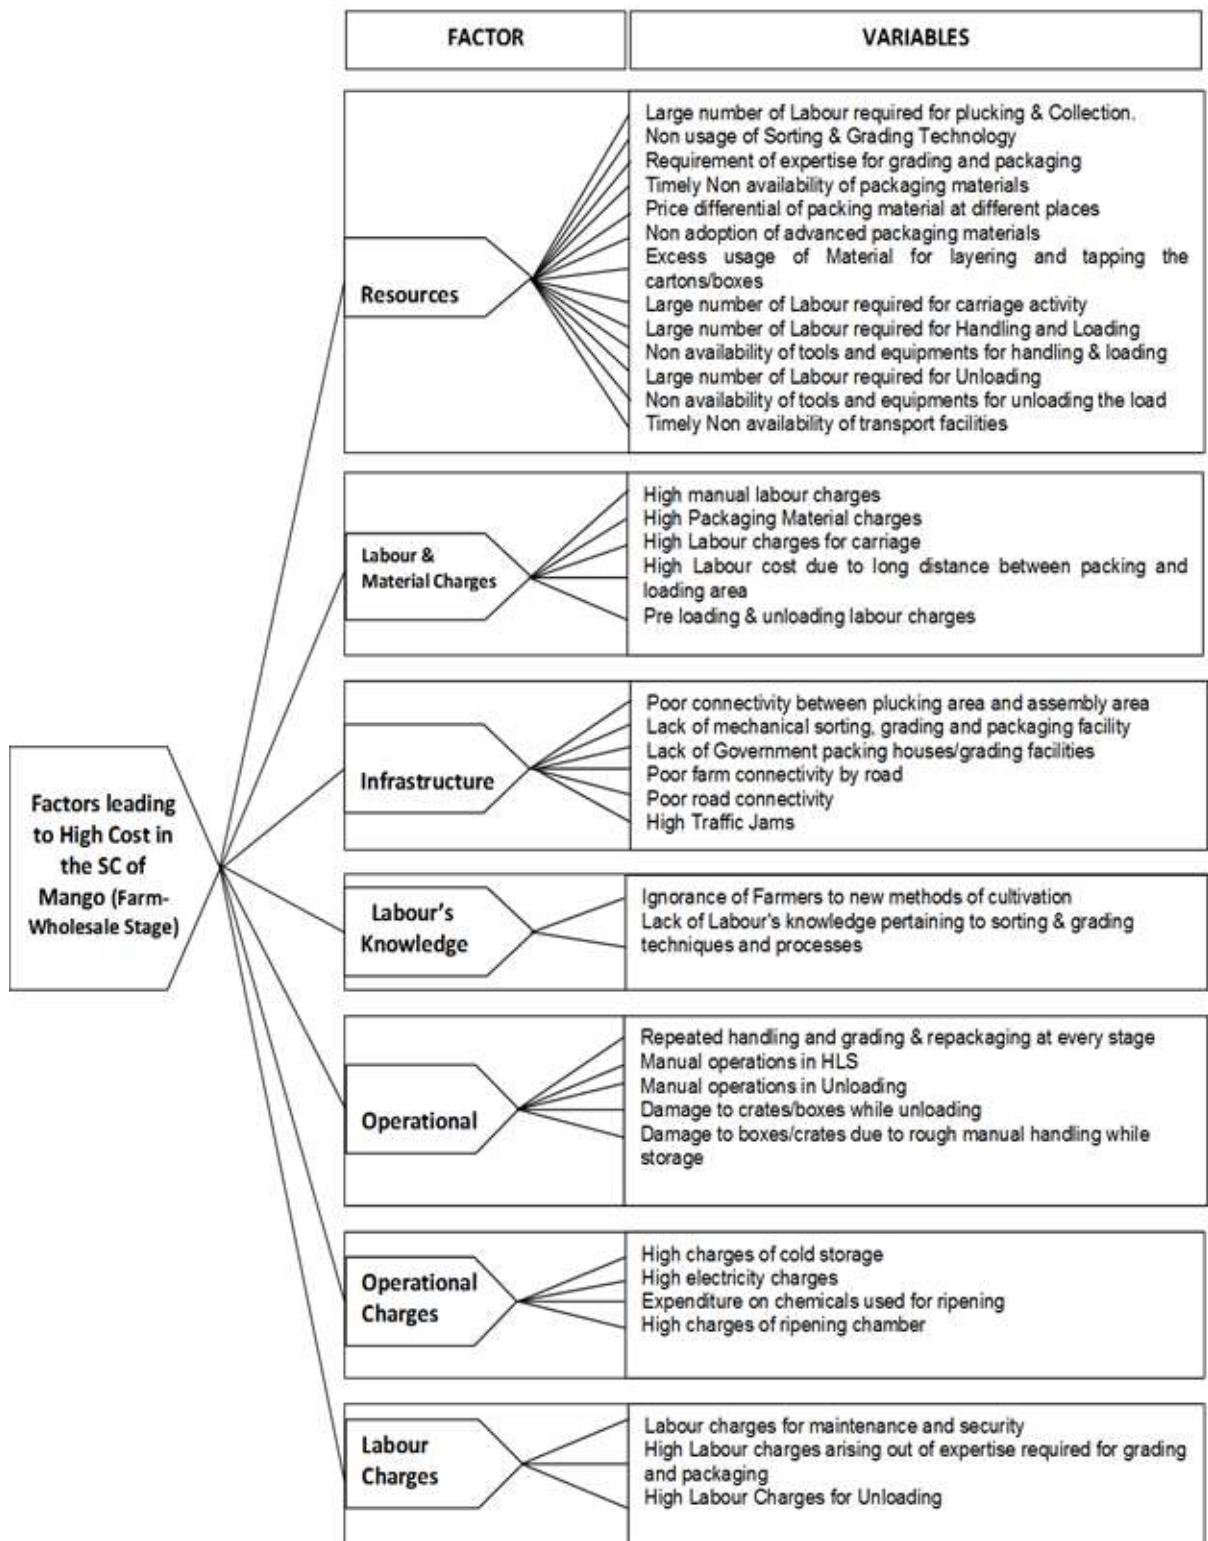 FACTOR
VARIABLES
Factors leading
to High Cost in
the SC of
Mango (Farm-
Wholesale Stage)
Resources
Large number of Labour required for plucking & Collection.
Non usage of Sorting & Grading Technology
Requirement of expertise for grading and packaging
Timely Non availability of packaging materials
Price differential of packing material at different places
Non adoption of advanced packaging materials
Excess usage of Material for layering and tapping the
cartons/boxes
Large number of Labour required for carriage activity
Large number of Labour required for Handling and Loading
Non availability of tools and equipments for handling & loading
Large number of Labour required for Unloading
Non availability of tools and equipments for unloading the load
Timely Non availability of transport facilities
Labour &
Material Charges
High manual labour charges
High Packaging Material charges
High Labour charges for carriage
High Labour cost due to long distance between packing and
loading area
Pre loading & unloading labour charges
Infrastructure
Poor connectivity between plucking area and assembly area
Lack of mechanical sorting, grading and packaging facility
Lack of Government packing houses/grading facilities
Poor farm connectivity by road
Poor road connectivity
High Traffic Jams
Labour's
Knowledge
Ignorance of Farmers to new methods of cultivation
Lack of Labour's knowledge pertaining to sorting & grading
techniques and processes
Operational
Repeated handling and grading & repackaging at every stage
Manual operations in HLS
Manual operations in Unloading
Damage to crates/boxes while unloading
Damage to boxes/crates due to rough manual handling while
storage
Operational
Charges
High charges of cold storage
High electricity charges
Expenditure on chemicals used for ripening
High charges of ripening chamber
Labour
Charges
Labour charges for maintenance and security
High Labour charges arising out of expertise required for grading
and packaging
High Labour Charges for Unloading